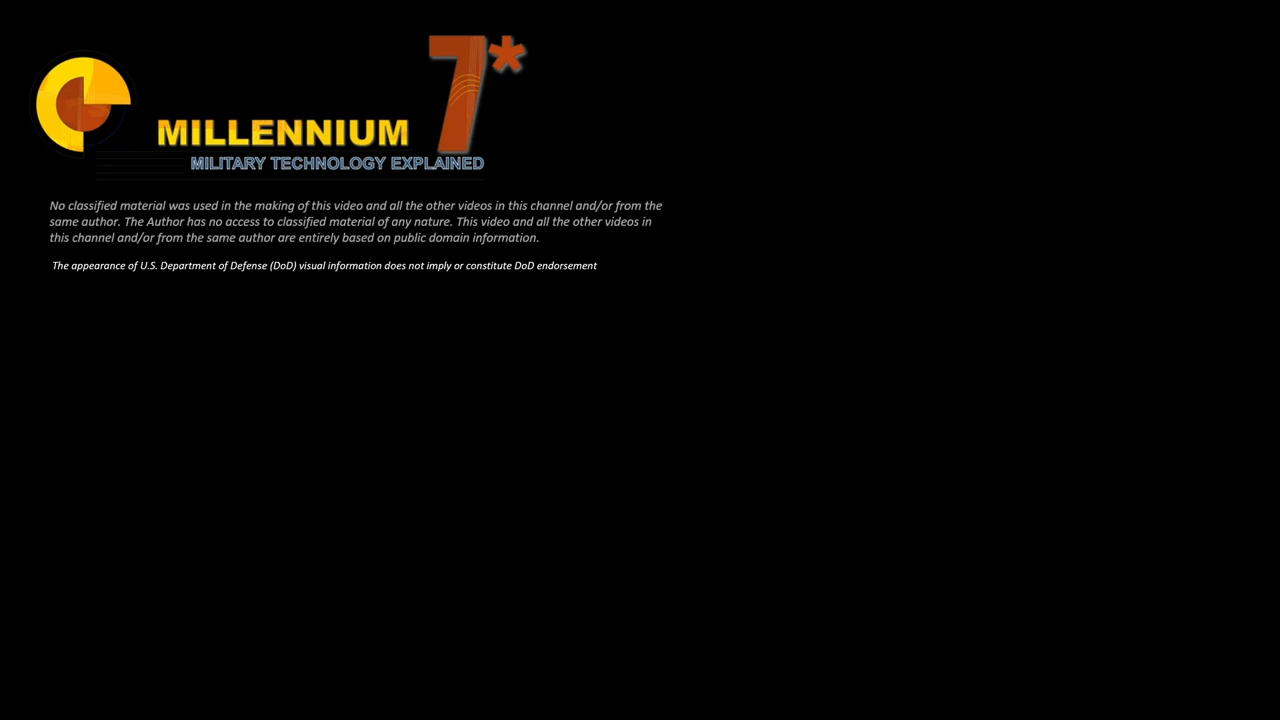 7*
MILLENNIUM
MILITARY TECHNOLOGY EXPLAINED
No classified material was used in the making of this video and all the other videos in this channel and/or from the
same author. The Author has no access to classified material of any nature. This video and all the other videos in
this channel and/or from the same author are entirely based on public domain information.
The appearance of U.S. Department of Defense (DoD) visual information does not imply or constitute DoD endorsement